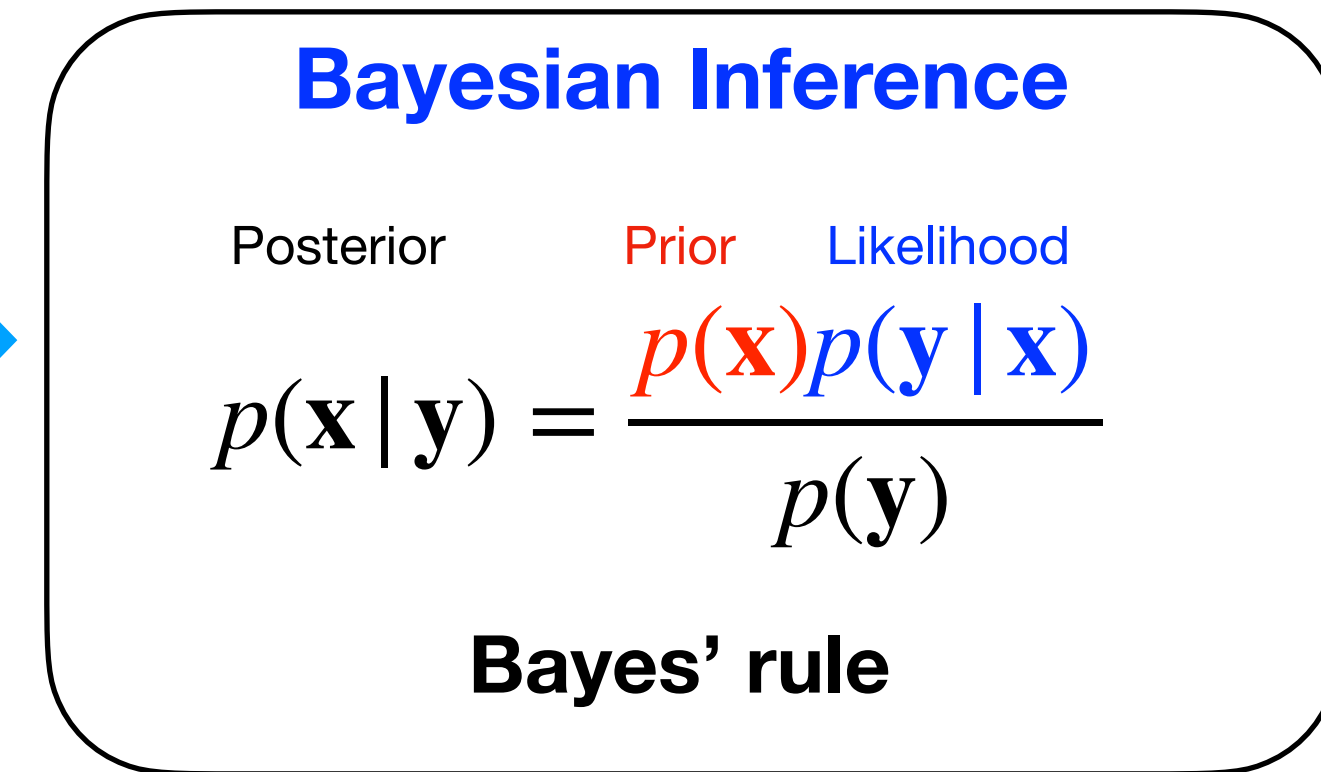 Bayesian Inference
Posterior Prior Likelihood
p(x | y) = p(x)p(y | x) / p(y)
Bayes’ rule